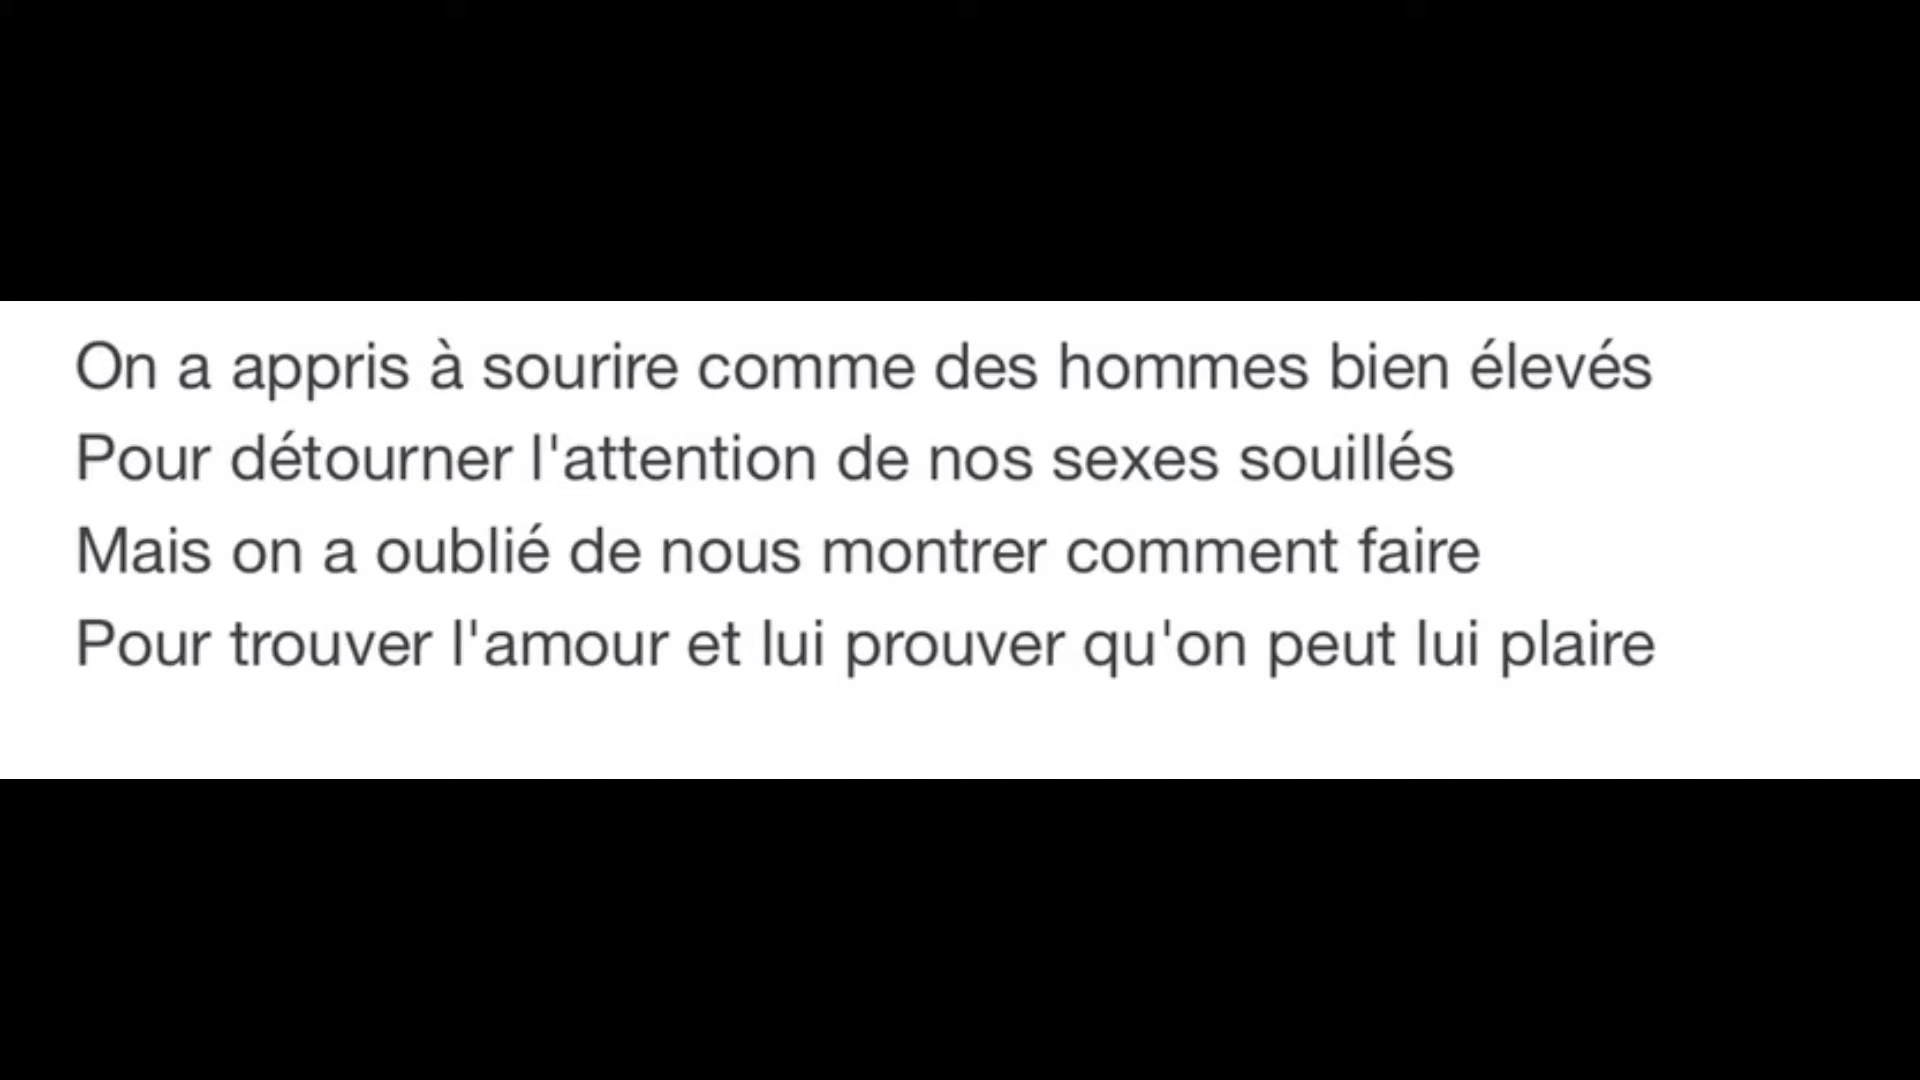 On a appris à sourire comme des hommes bien élevés
Pour détourner l'attention de nos sexes souillés
Mais on a oublié de nous montrer comment faire
Pour trouver l'amour et lui prouver qu'on peut lui plaire